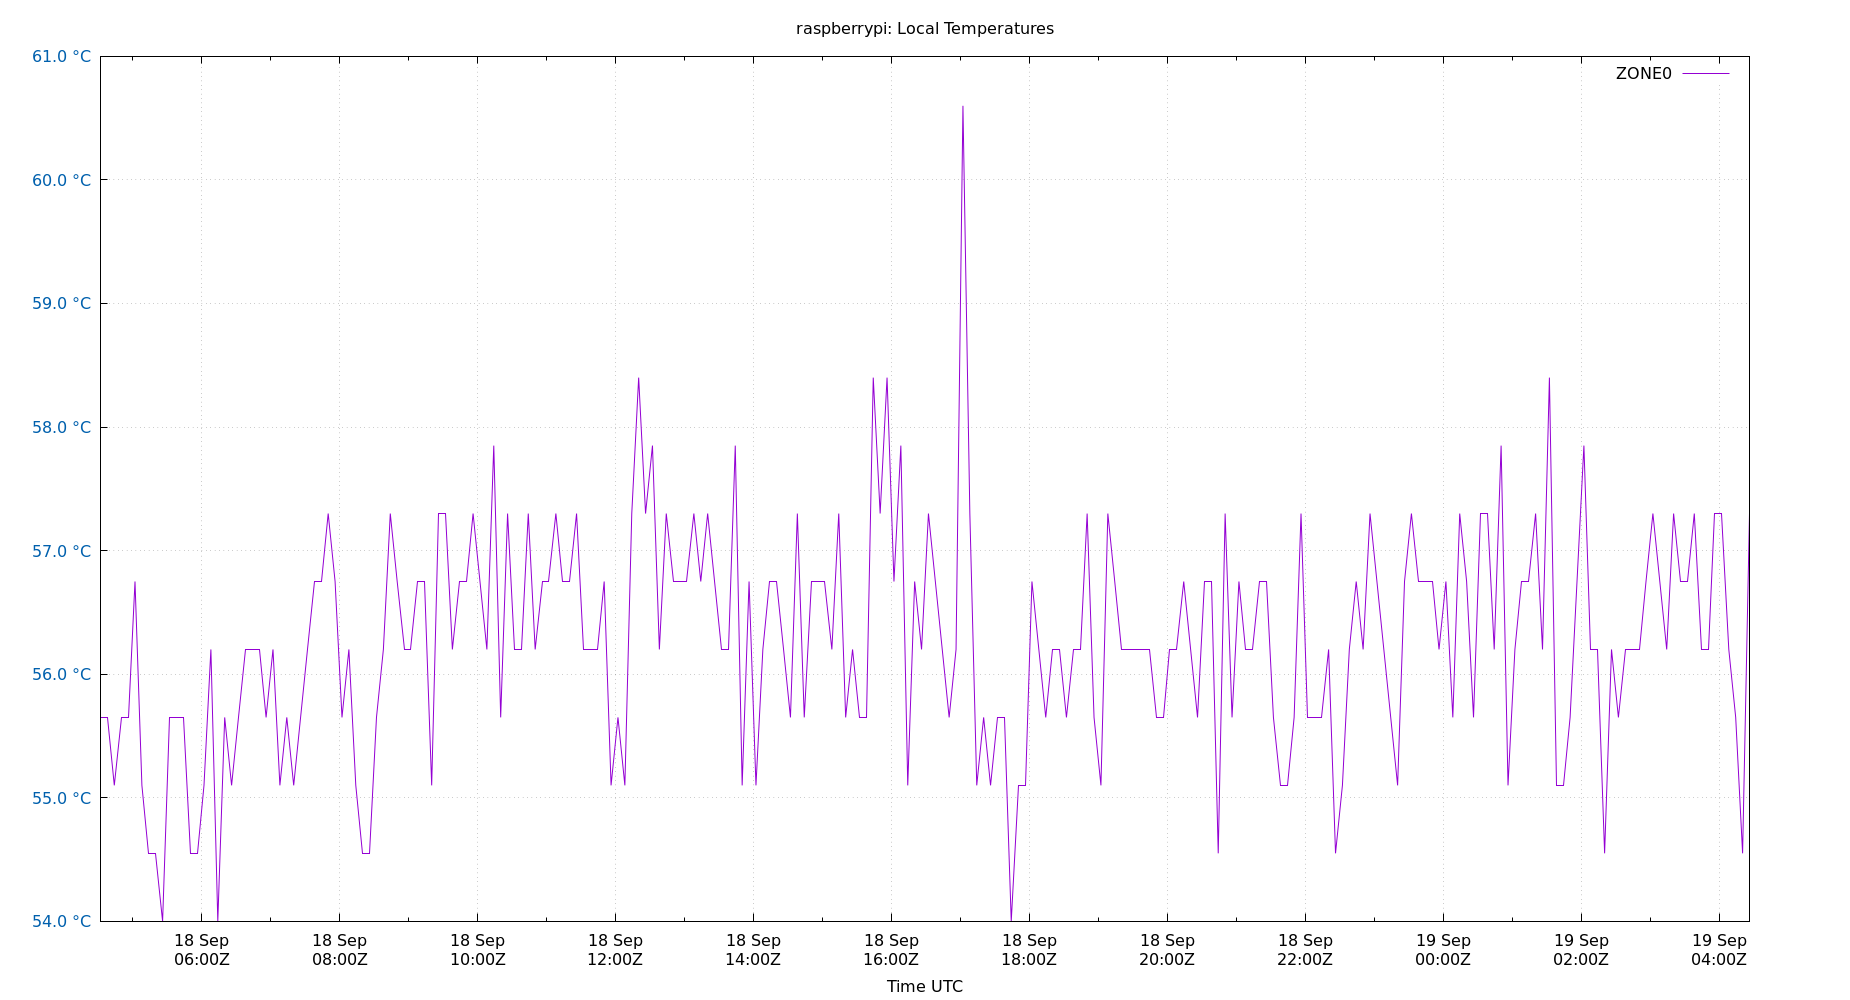 raspberrypi: Local Temperatures
ZONE0
61.0 °C
60.0 °C
59.0 °C
58.0 °C
57.0 °C
56.0 °C
55.0 °C
54.0 °C
18 Sep 18 Sep 18 Sep 18 Sep 18 Sep 18 Sep 18 Sep 18 Sep 18 Sep 19 Sep 19 Sep 19 Sep
06:00Z 08:00Z 10:00Z 12:00Z 14:00Z 16:00Z 18:00Z 20:00Z 22:00Z 00:00Z 02:00Z 04:00Z
Time UTC